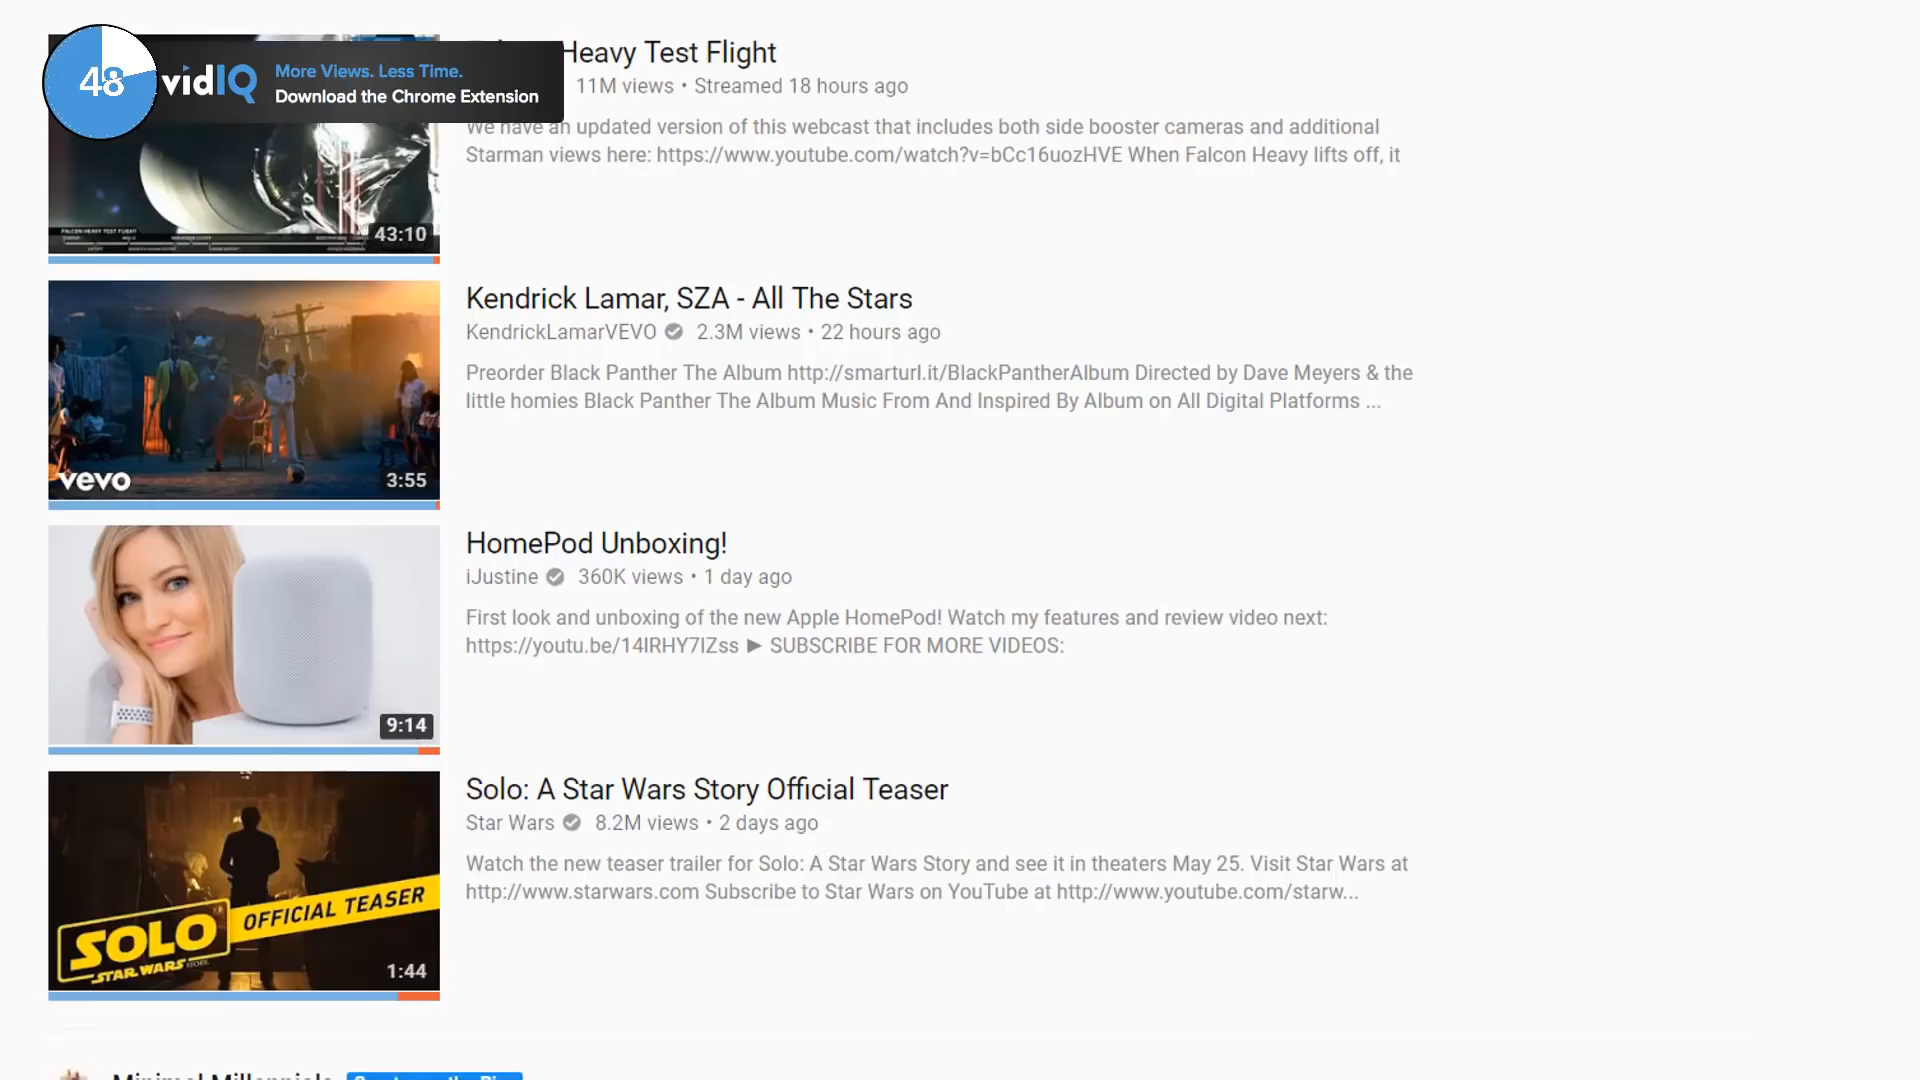 48
vidIQ
More Views. Less Time.
Download the Chrome Extension
Heavy Test Flight
11M views • Streamed 18 hours ago
We have an updated version of this webcast that includes both side booster cameras and additional
Starman views here: https://www.youtube.com/watch?v=bCc16uozHVE When Falcon Heavy lifts off, it
FALCON HEAVY TEST FLIGHT
43:10
Kendrick Lamar, SZA - All The Stars
KendrickLamarVEVO 2.3M views • 22 hours ago
Preorder Black Panther The Album http://smarturl.it/BlackPantherAlbum Directed by Dave Meyers & the
little homies Black Panther The Album Music From And Inspired By Album on All Digital Platforms ...
vevo
3:55
HomePod Unboxing!
iJustine 360K views • 1 day ago
First look and unboxing of the new Apple HomePod! Watch my features and review video next:
https://youtu.be/14IRHY7IZss ► SUBSCRIBE FOR MORE VIDEOS:
9:14
Solo: A Star Wars Story Official Teaser
Star Wars 8.2M views • 2 days ago
Watch the new teaser trailer for Solo: A Star Wars Story and see it in theaters May 25. Visit Star Wars at
http://www.starwars.com Subscribe to Star Wars on YouTube at http://www.youtube.com/starw...
OFFICIAL TEASER
SOLO
STAR WARS STORY
1:44
Minimal Millennials